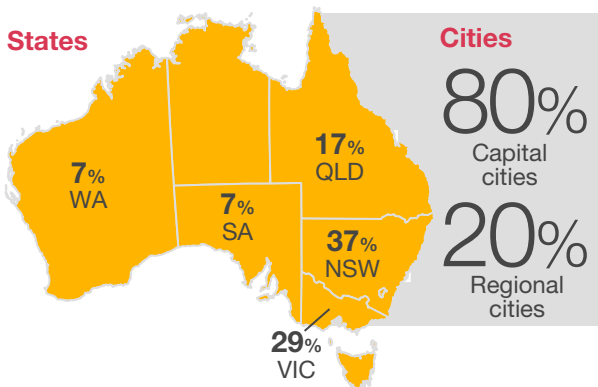 States
7%
WA
7%
SA
17%
QLD
37%
NSW
29%
VIC
Cities
80%
Capital
cities
20%
Regional
cities